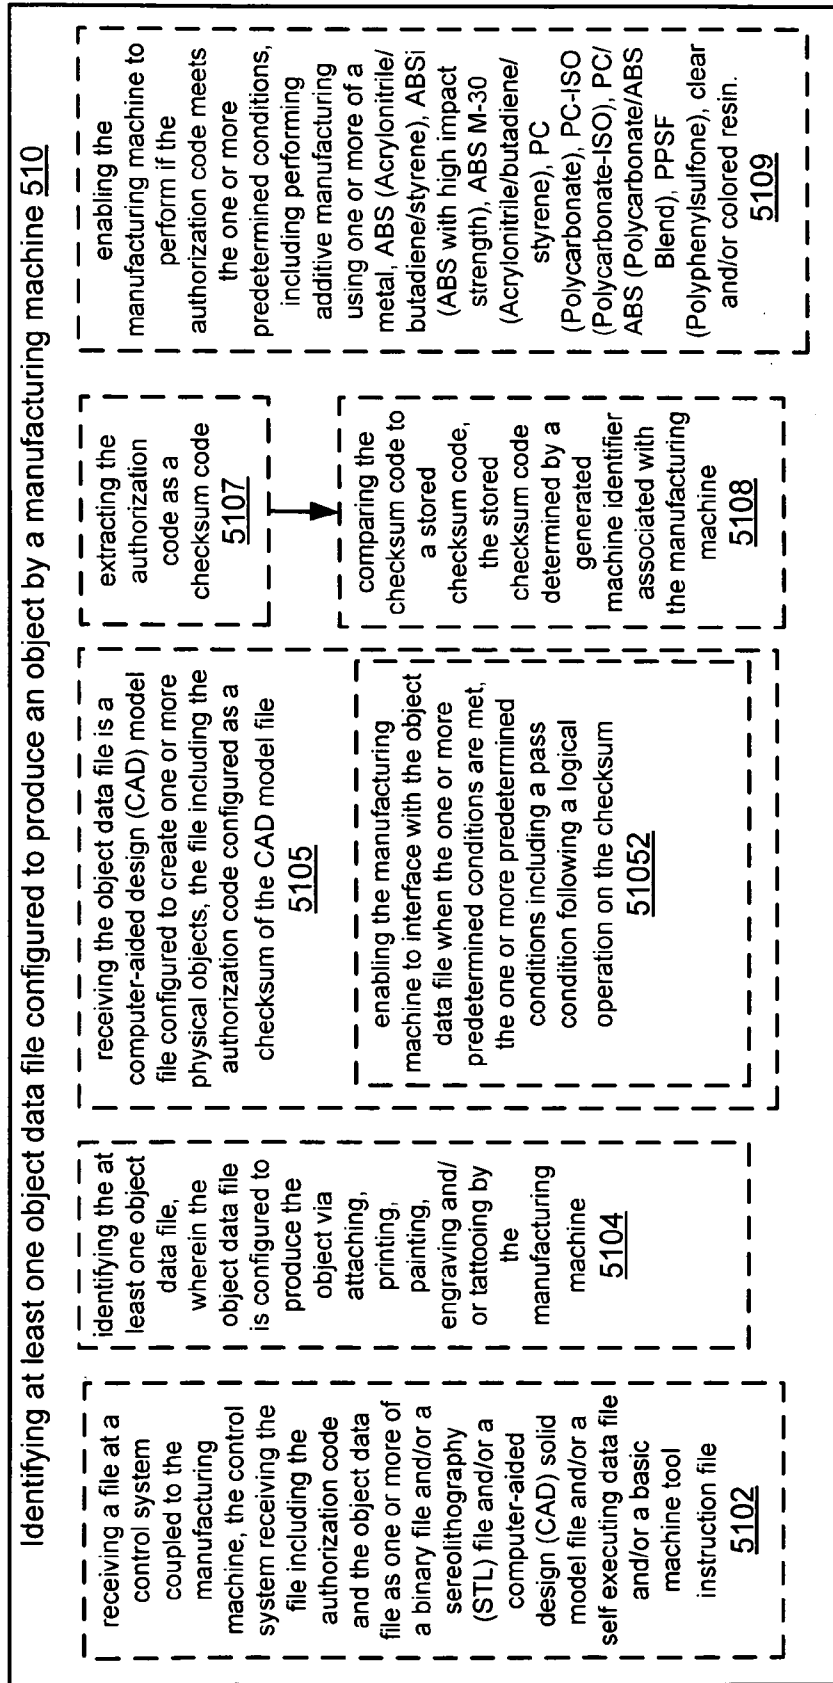 Identifying at least one object data file configured to produce an object by a manufacturing machine 510
receiving a file at a
control system
coupled to the
manufacturing
machine, the control
system receiving the
file including the
authorization code
and the object data
file as one or more of
a binary file and/or a
sereolithography
(STL) file and/or a
computer-aided
design (CAD) solid
model file and/or a
self executing data file
and/or a basic
machine tool
instruction file
5102
identifying the at
least one object
data file,
wherein the
object data file
is configured to
produce the
object via
attaching,
printing,
painting,
engraving and/
or tattooing by
the
manufacturing
machine
5104
receiving the object data file is a
computer-aided design (CAD) model
file configured to create one or more
physical objects, the file including the
authorization code configured as a
checksum of the CAD model file
5105
enabling the manufacturing
machine to interface with the object
data file when the one or more
predetermined conditions are met,
the one or more predetermined
conditions including a pass
condition following a logical
operation on the checksum
51052
extracting the
authorization
code as a
checksum code
5107
comparing the
checksum code to
a stored
checksum code,
the stored
checksum code
determined by a
generated
machine identifier
associated with
the manufacturing
machine
5108
enabling the
manufacturing machine to
perform if the
authorization code meets
the one or more
predetermined conditions,
including performing
additive manufacturing
using one or more of a
metal, ABS (Acrylonitrile/
butadiene/styrene), ABSi
(ABS with high impact
strength), ABS M-30
(Acrylonitrile/butadiene/
styrene), PC
(Polycarbonate), PC-ISO
(Polycarbonate-ISO), PC/
ABS (Polycarbonate/ABS
Blend), PPSF
(Polyphenylsulfone), clear
and/or colored resin.
5109